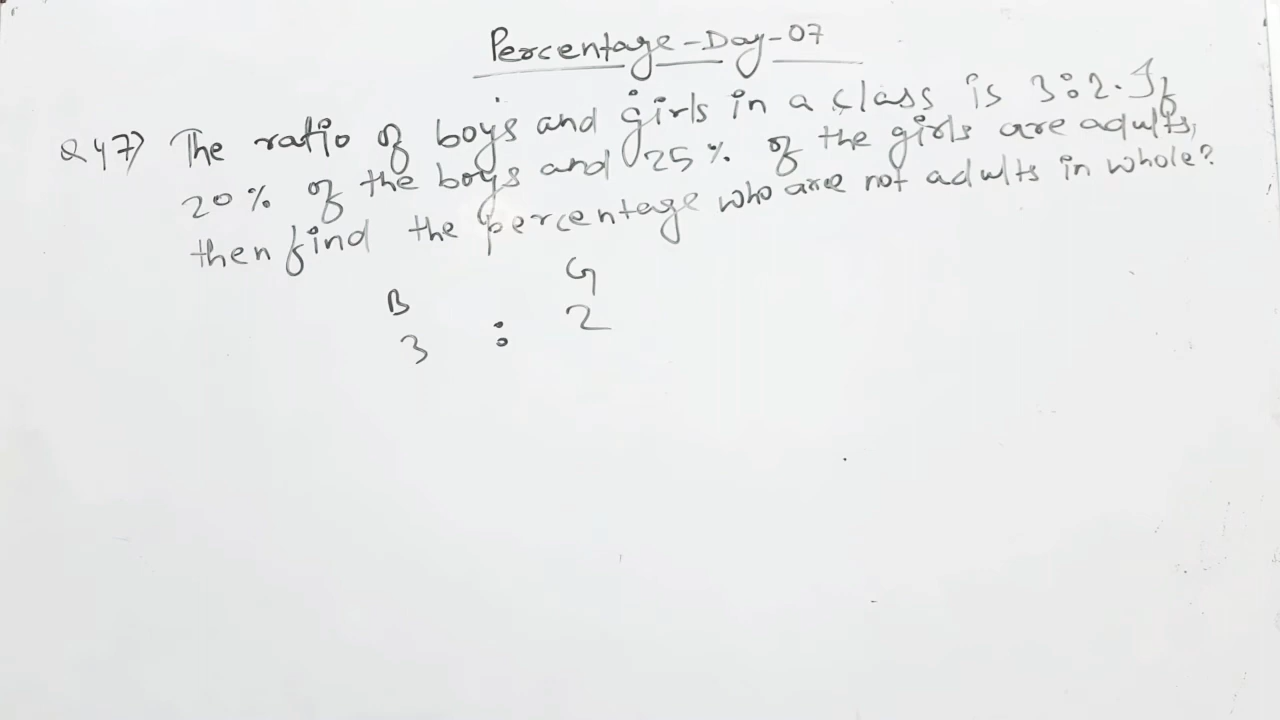 Percentage-Day-07
Q47) The ratio of boys and girls in a class is 3:2. If
20% of the boys and 25% of the girls are adults,
then find the percentage who are not adults in whole?
B G
3 : 2